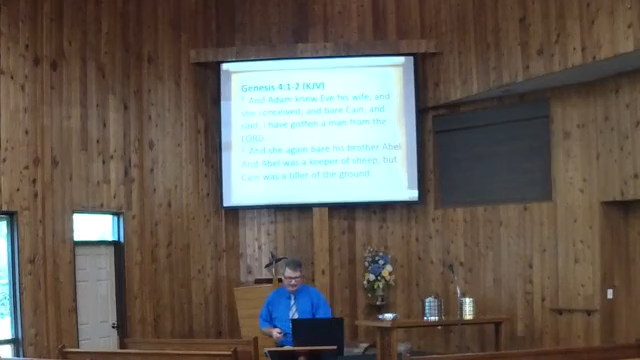 Genesis 4:1-2 (KJV)
1 And Adam knew Eve his wife; and
she conceived, and bare Cain, and
said, I have gotten a man from the
LORD.
2 And she again bare his brother Abel.
And Abel was a keeper of sheep, but
Cain was a tiller of the ground.